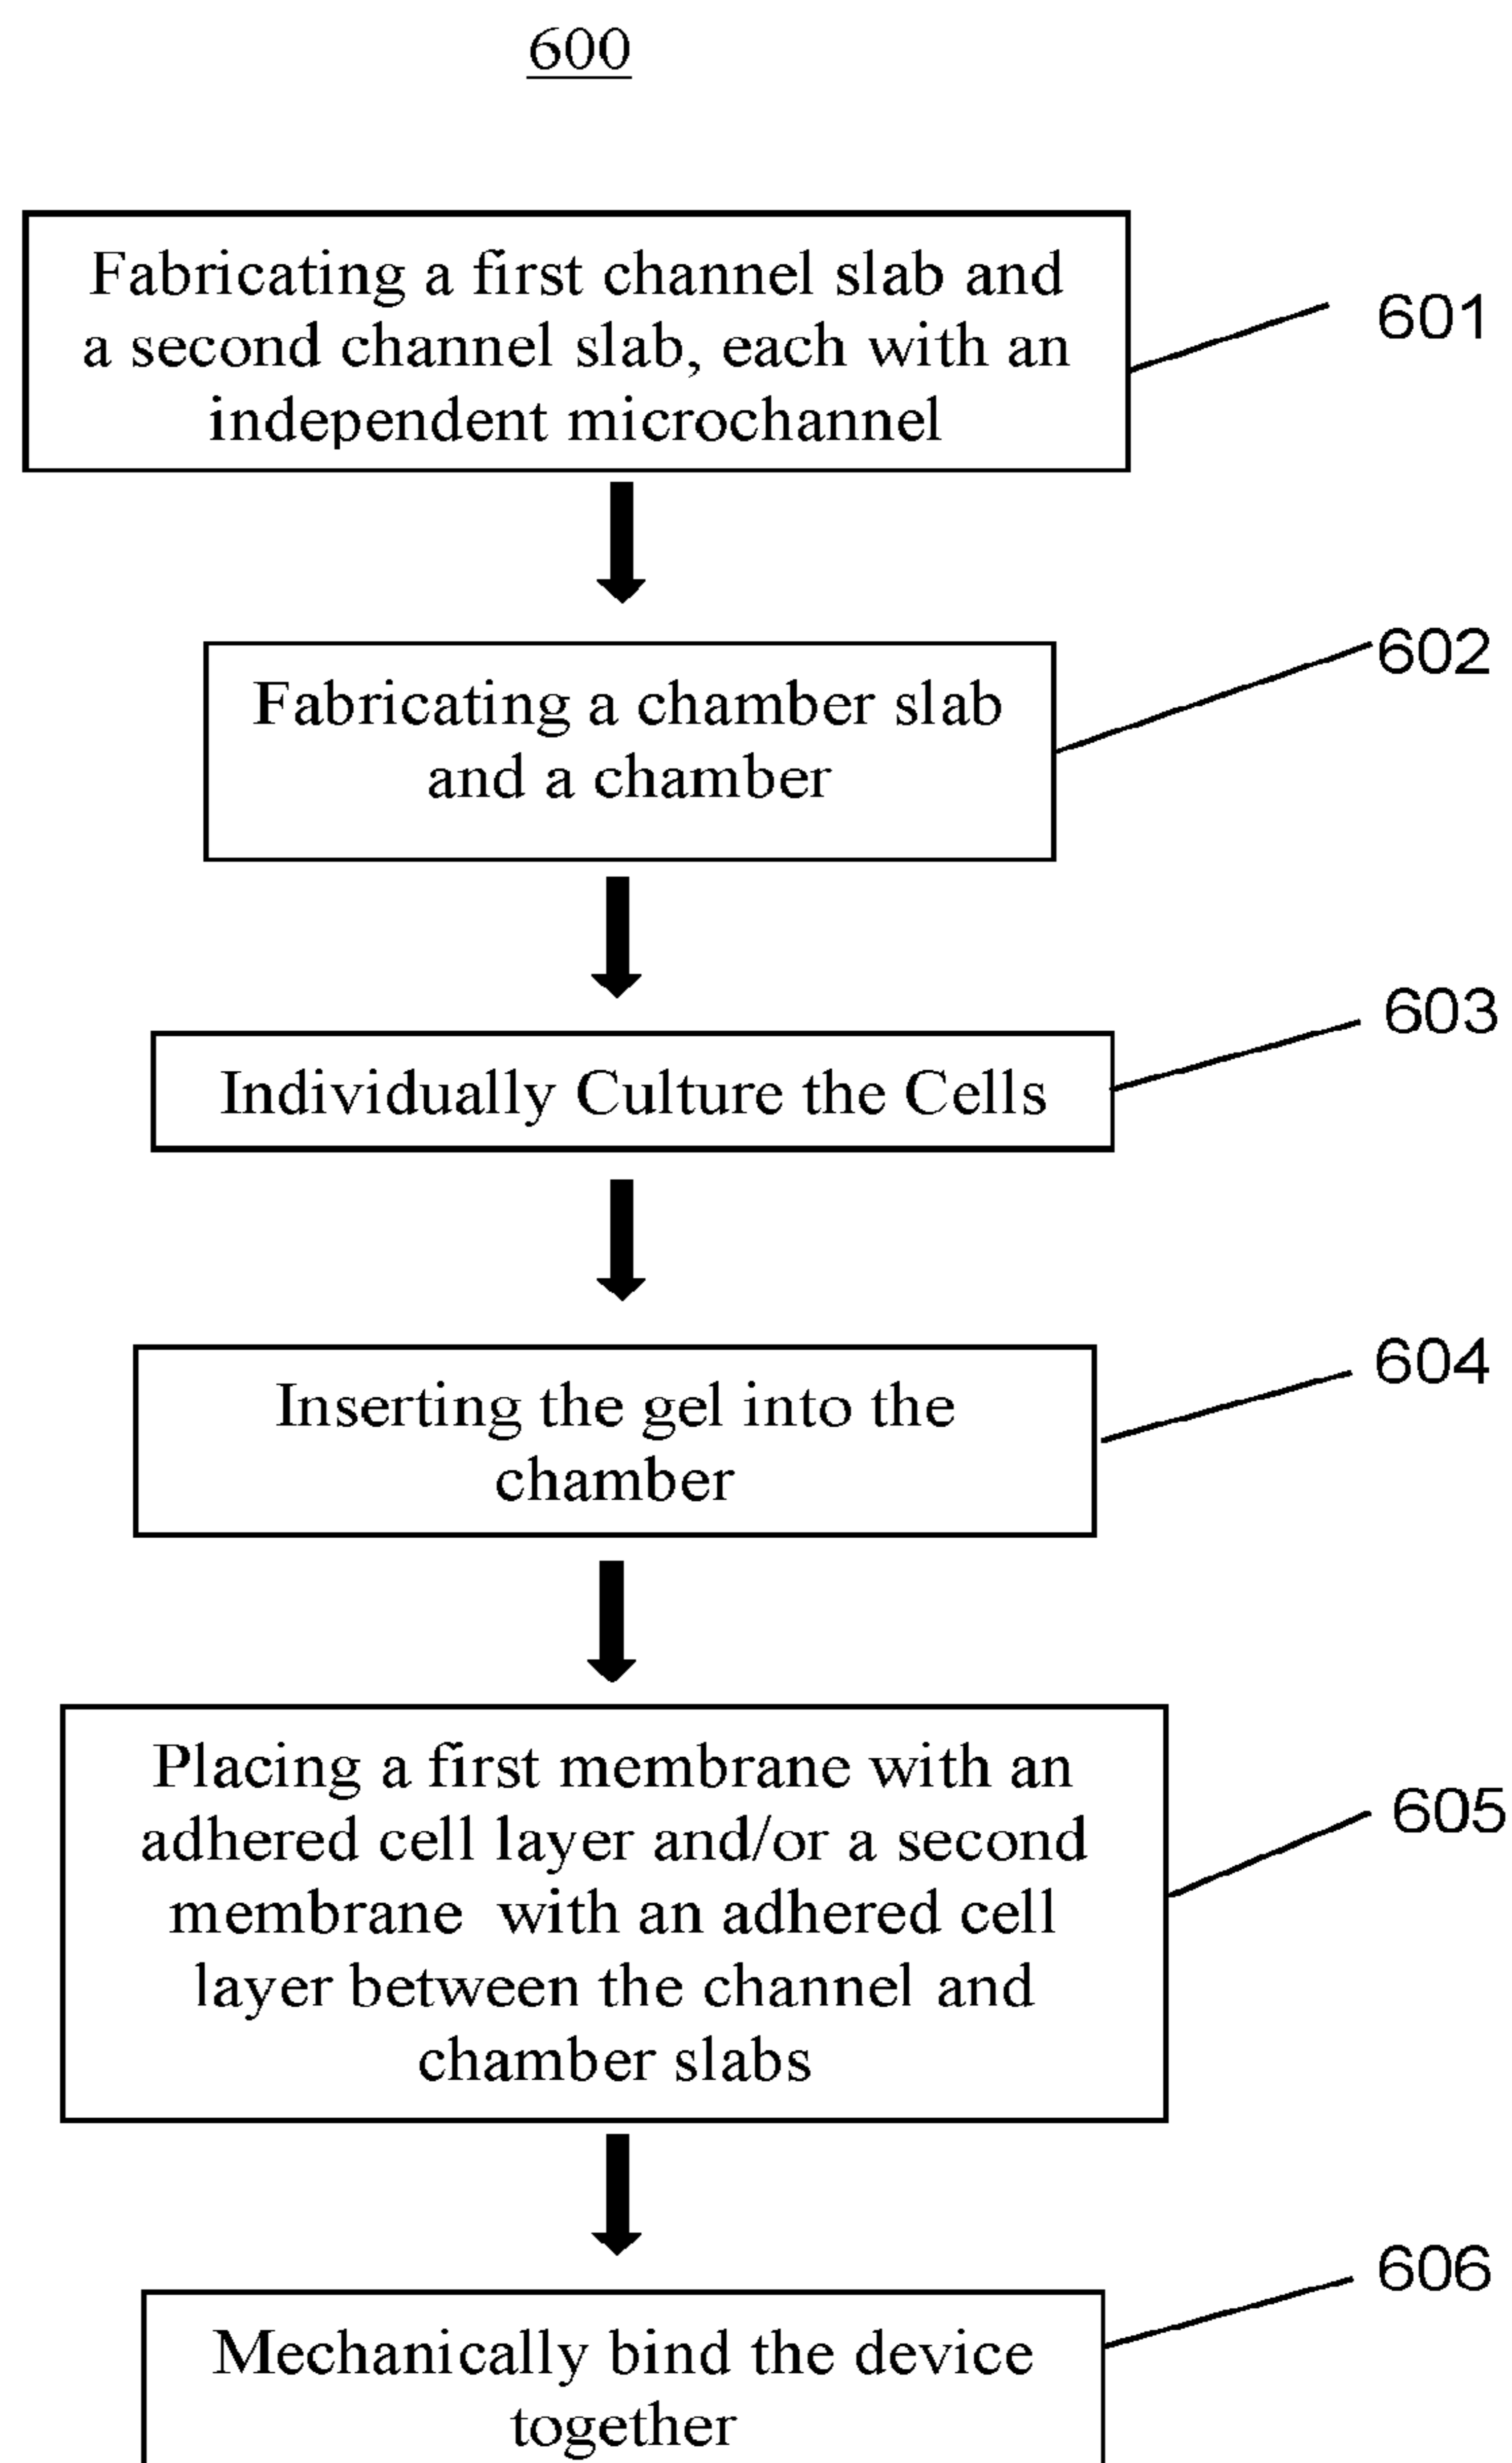 600
Fabricating a first channel slab and
a second channel slab, each with an
independent microchannel
601
Fabricating a chamber slab
and a chamber
602
Individually Culture the Cells
603
Inserting the gel into the
chamber
604
Placing a first membrane with an
adhered cell layer and/or a second
membrane with an adhered cell
layer between the channel and
chamber slabs
605
Mechanically bind the device
together
606